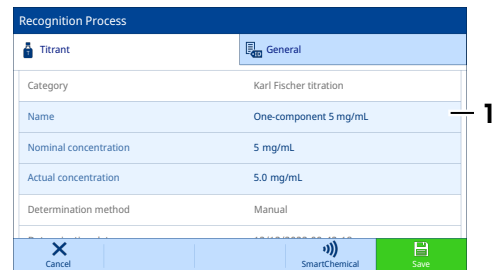 Recognition Process
Titrant
General
Category Karl Fischer titration
Name One-component 5 mg/mL
Nominal concentration 5 mg/mL
Actual concentration 5.0 mg/mL
Determination method Manual
1
Cancel SmartChemical Save